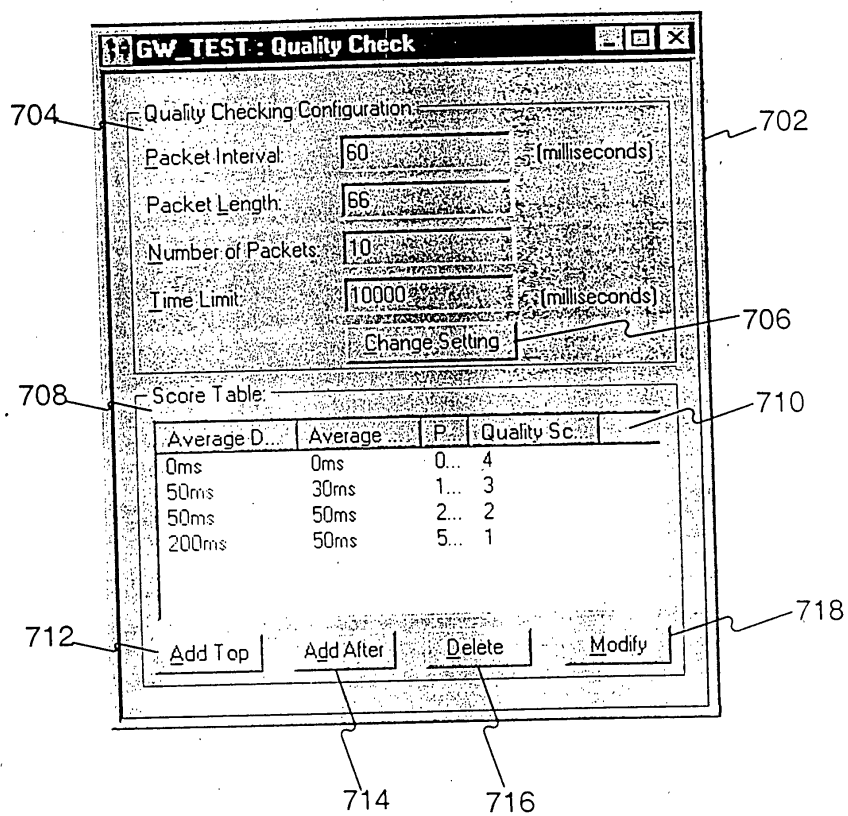 GW_TEST : Quality Check
704
Quality Checking Configuration:
702
Packet Interval: 60 (milliseconds)
Packet Length: 66
Number of Packets: 10
Time Limit: 10000 (milliseconds)
706
Change Setting
708
Score Table:
710
Average D... Average ... P... Quality Sc...
0ms 0ms 0... 4
50ms 30ms 1... 3
50ms 50ms 2... 2
200ms 50ms 5... 1
712
718
Add Top Add After Delete Modify
714 716